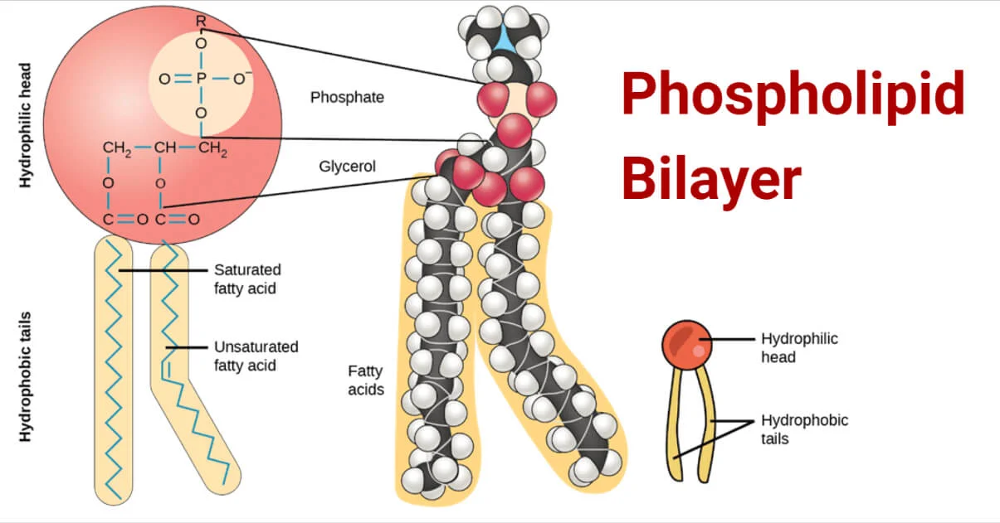 Phospholipid
Bilayer
Hydrophilic head
R
O
O=P—O⁻
O
CH₂—CH—CH₂
O O
C=O C=O
Phosphate
Glycerol
Hydrophobic tails
Saturated
fatty acid
Unsaturated
fatty acid
Fatty
acids
Hydrophilic
head
Hydrophobic
tails